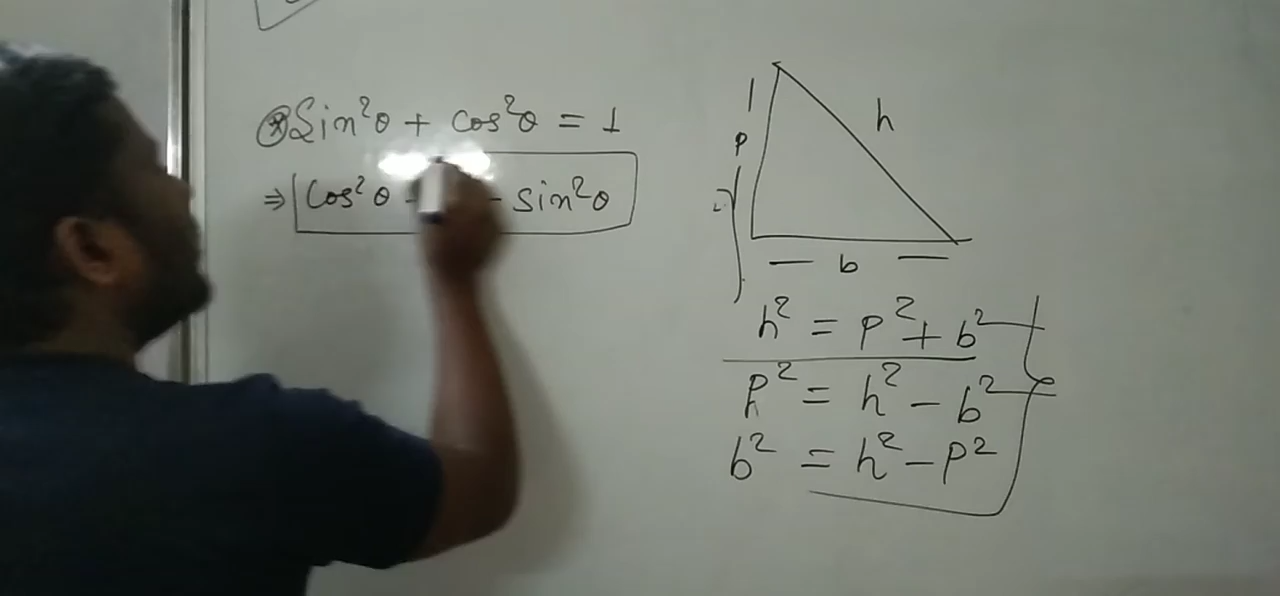 ⊛ Sin²θ + cos²θ = 1
⇒ Cos²θ - sin²θ
p
h
b
h² = p² + b²
p² = h² - b²
b² = h² - p²